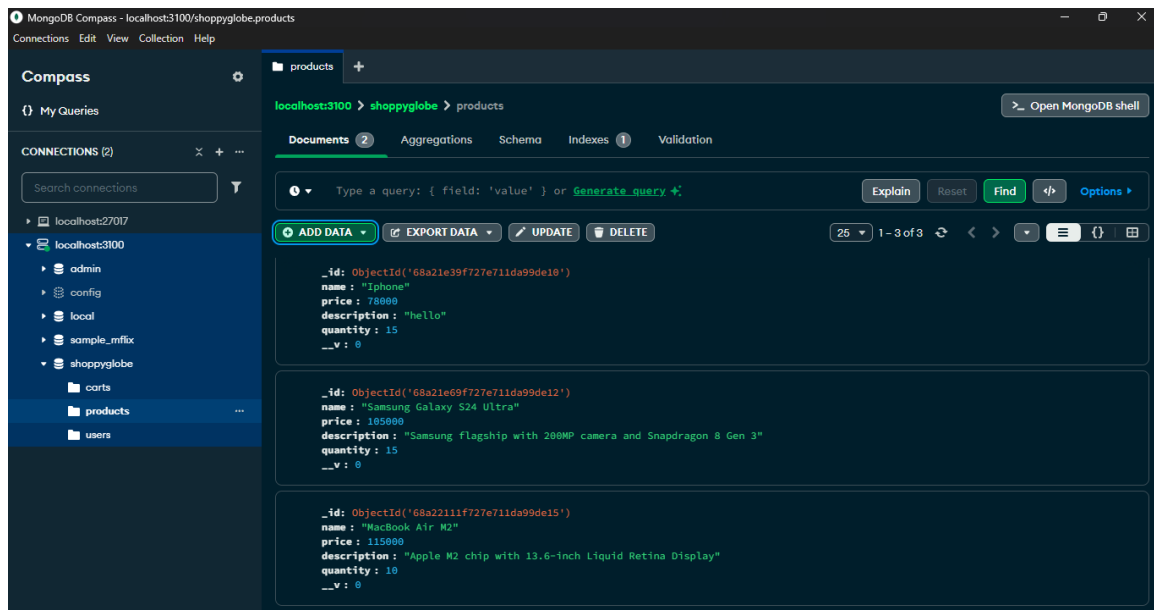 MongoDB Compass - localhost:3100/shoppyglobe.products
Connections Edit View Collection Help
Compass
{} My Queries
CONNECTIONS (2)
Search connections
localhost:27017
localhost:3100
admin
config
local
sample_mflix
shoppyglobe
carts
products
users
products
localhost:3100 > shoppyglobe > products
>_ Open MongoDB shell
Documents 2 Aggregations Schema Indexes 1 Validation
Type a query: { field: 'value' } or Generate query
Explain Reset Find </> Options
ADD DATA EXPORT DATA UPDATE DELETE
25 1 – 3 of 3 {}
_id: ObjectId('68a21e39f727e711da99de10')
name : "Iphone"
price : 78000
description : "hello"
quantity : 15
__v : 0
_id: ObjectId('68a21e69f727e711da99de12')
name : "Samsung Galaxy S24 Ultra"
price : 105000
description : "Samsung flagship with 200MP camera and Snapdragon 8 Gen 3"
quantity : 15
__v : 0
_id: ObjectId('68a22111f727e711da99de15')
name : "MacBook Air M2"
price : 115000
description : "Apple M2 chip with 13.6-inch Liquid Retina Display"
quantity : 10
__v : 0